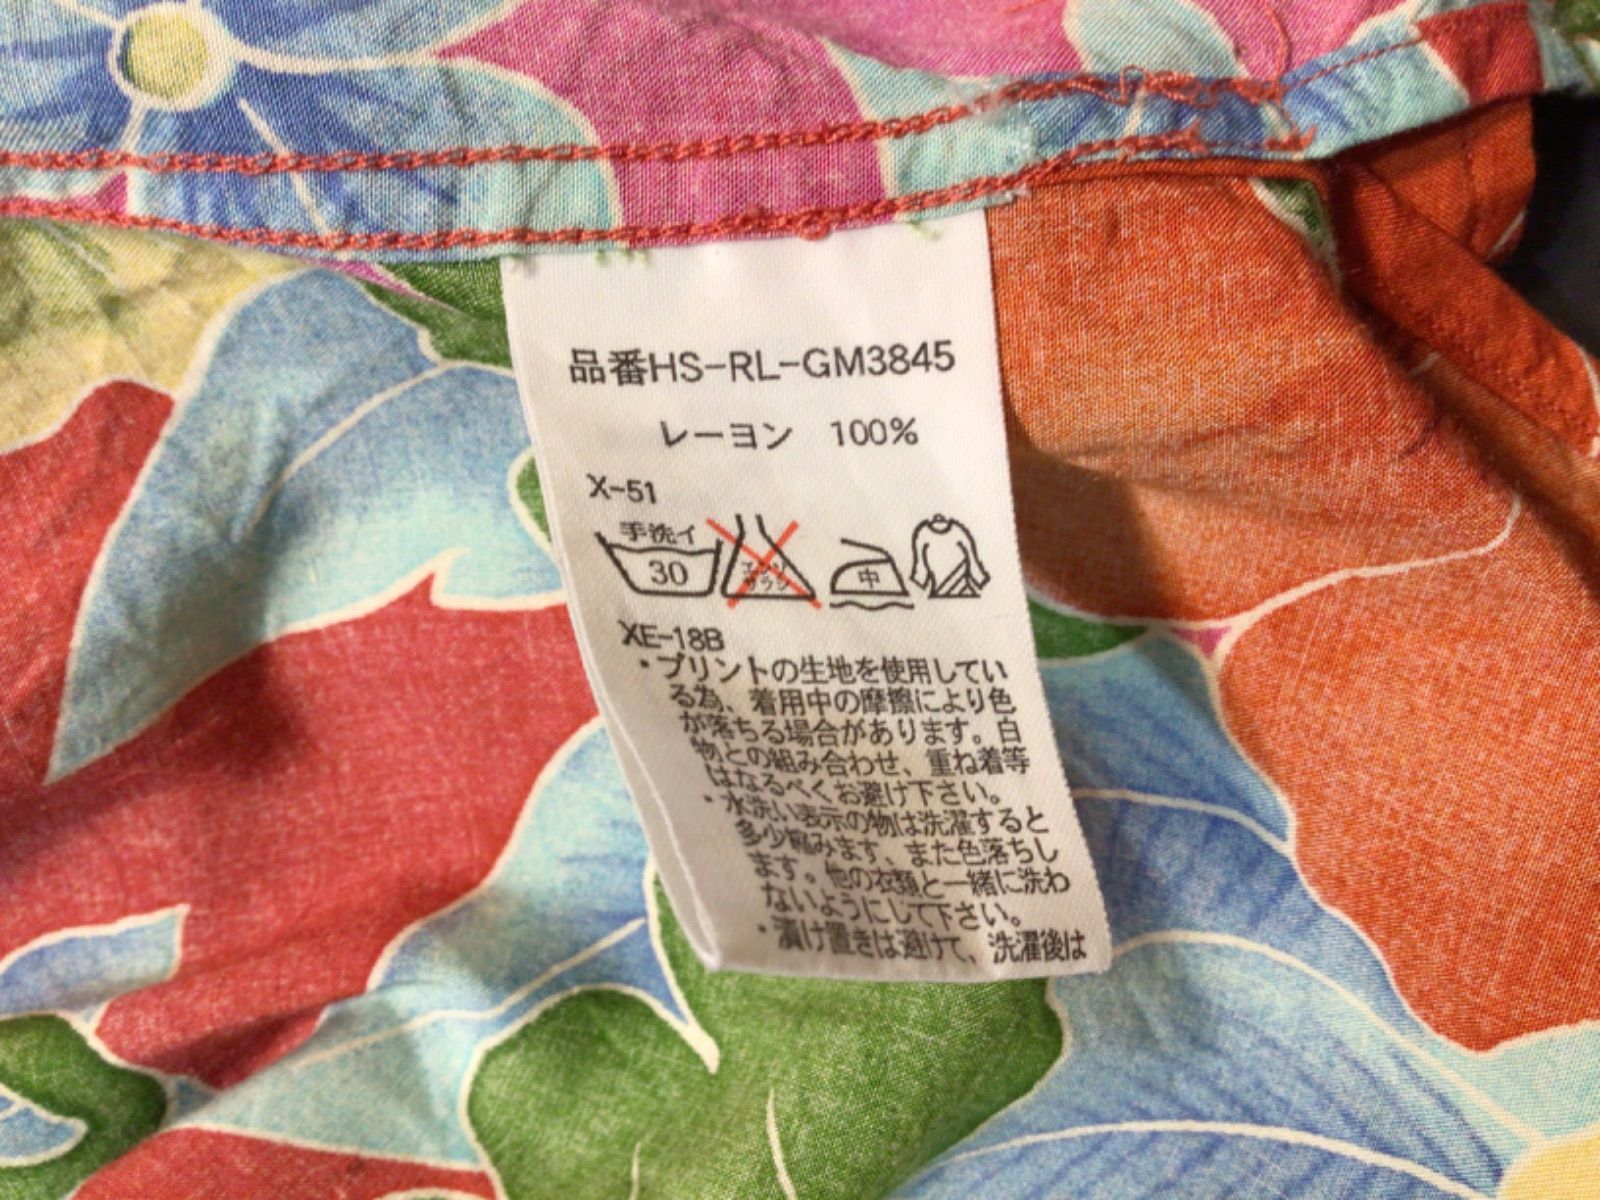 品番HS-RL-GM3845
レーヨン 100%
X-51
手洗イ
30
エンソ
サラシ
中
XE-18B
・プリントの生地を使用してい
る為、着用中の摩擦により色
が落ちる場合があります。白
物との組み合わせ、重ね着等
はなるべくお避け下さい。
・水洗い表示の物は洗濯すると
多少縮みます、また色落ちし
ます。他の衣類と一緒に洗わ
ないようにして下さい。
・漬け置きは避けて、洗濯後は